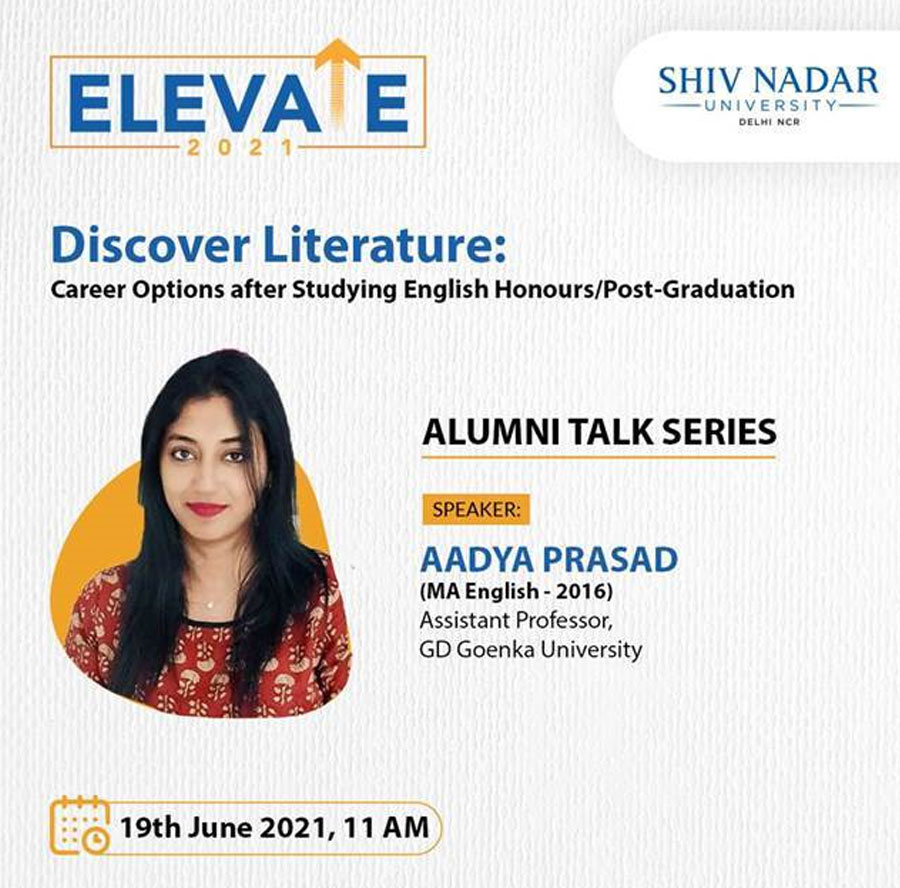 ELEVATE
2021
SHIV NADAR
UNIVERSITY
DELHI NCR
Discover Literature:
Career Options after Studying English Honours/Post-Graduation
ALUMNI TALK SERIES
SPEAKER:
AADYA PRASAD
(MA English - 2016)
Assistant Professor,
GD Goenka University
19th June 2021, 11 AM